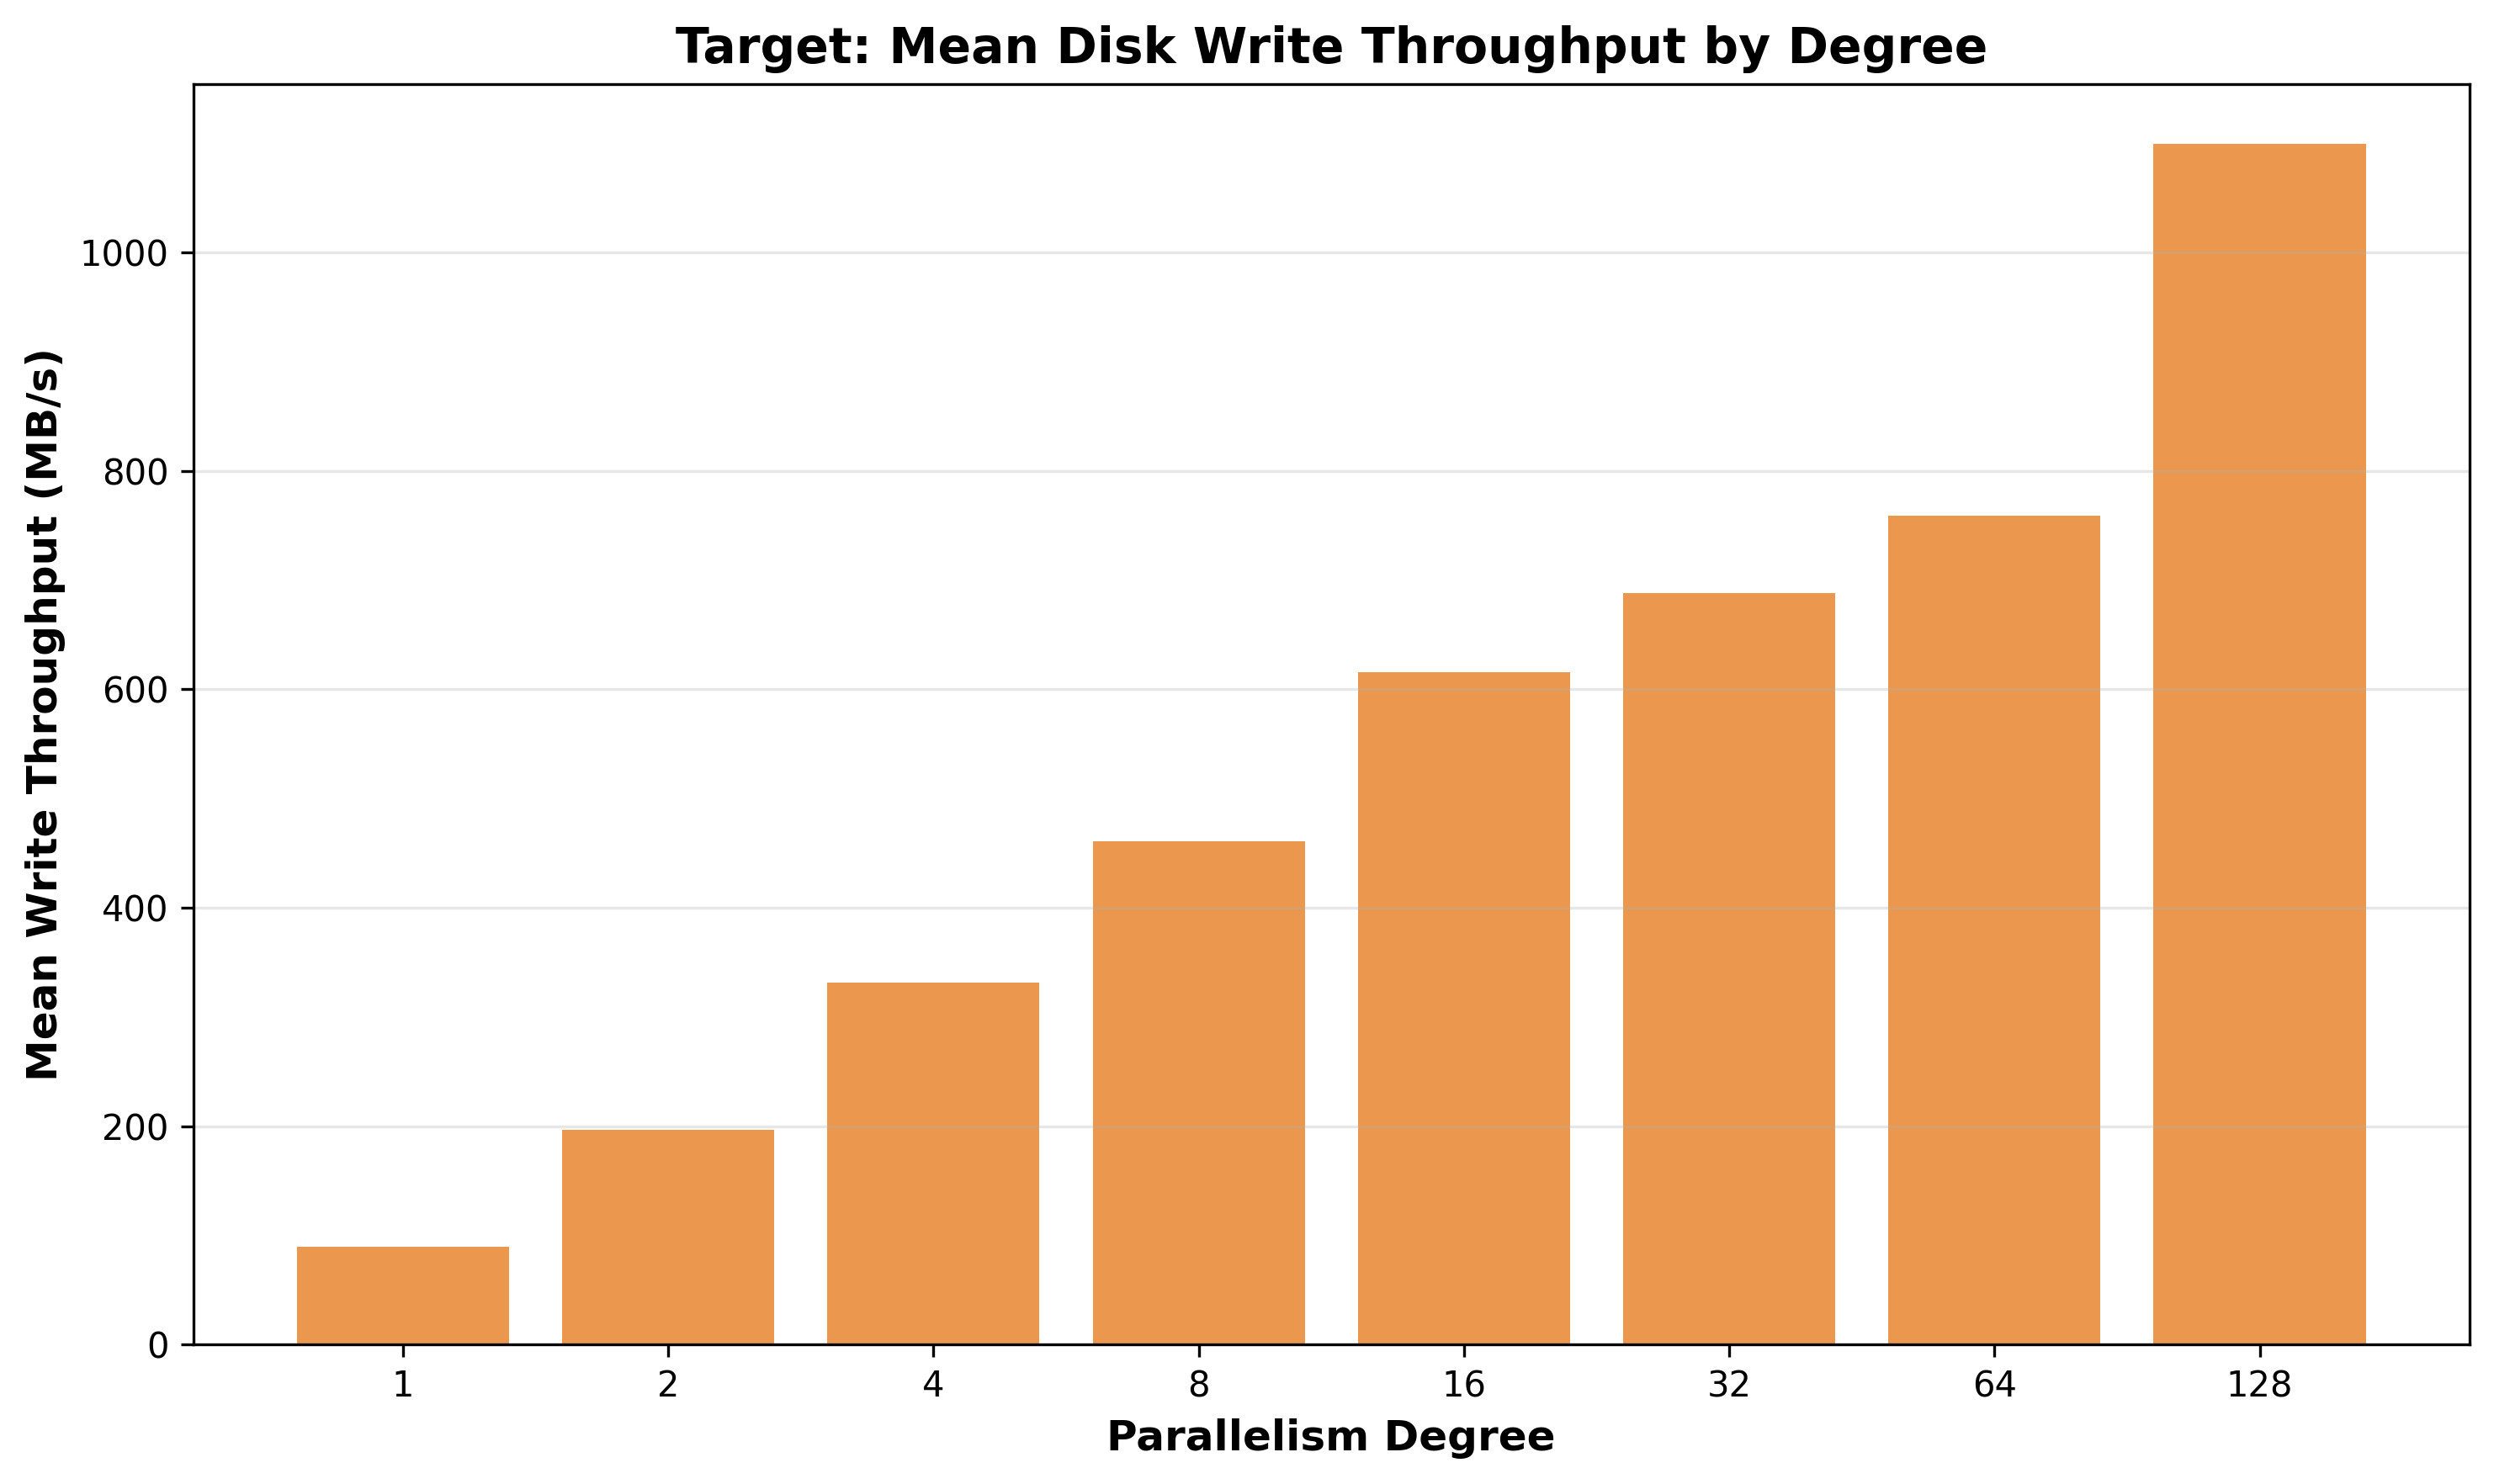 Target: Mean Disk Write Throughput by Degree
Mean Write Throughput (MB/s)
1000
800
600
400
200
0
1 2 4 8 16 32 64 128
Parallelism Degree